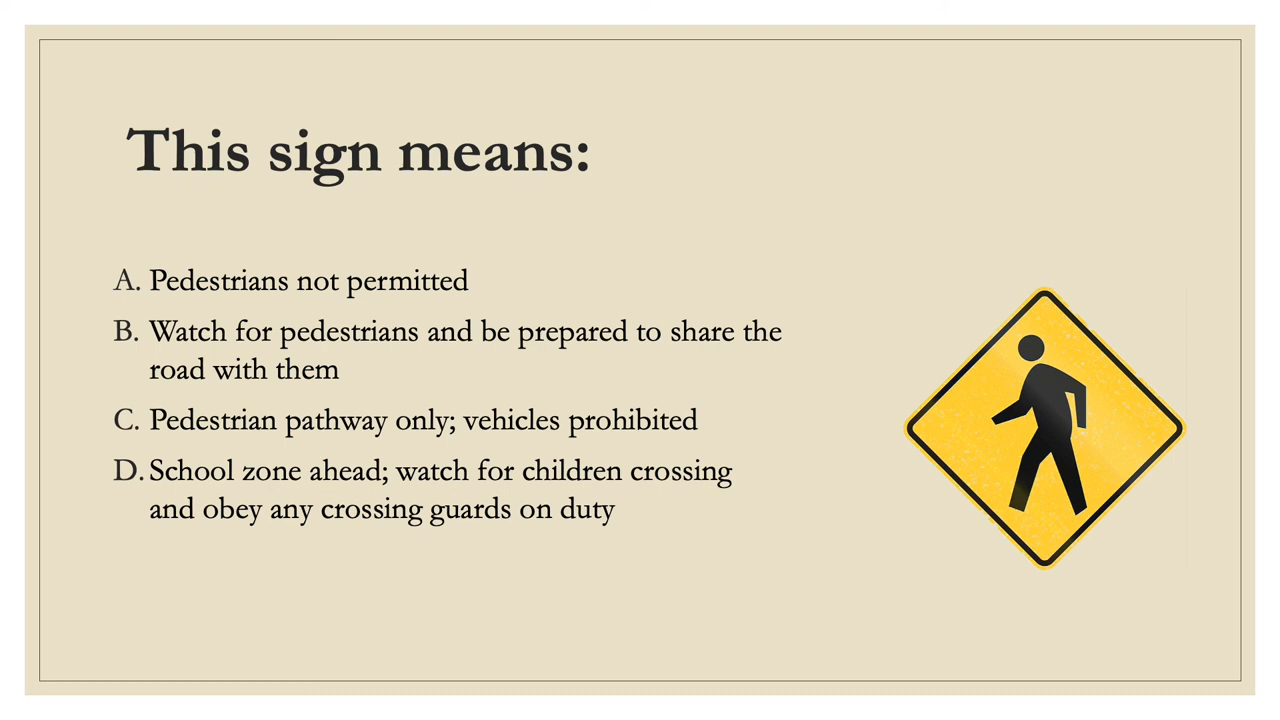 This sign means:
A. Pedestrians not permitted
B. Watch for pedestrians and be prepared to share the
road with them
C. Pedestrian pathway only; vehicles prohibited
D. School zone ahead; watch for children crossing
and obey any crossing guards on duty